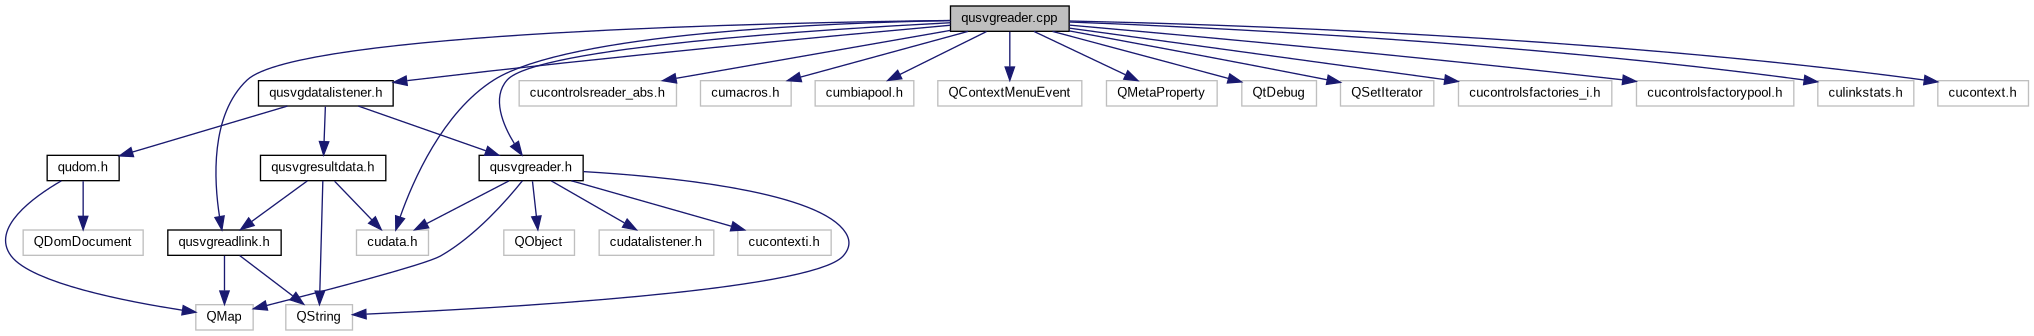 qusvgreader.cpp
qusvgdatalistener.h
cucontrolsreader_abs.h
cumacros.h
cumbiapool.h
QContextMenuEvent
QMetaProperty
QtDebug
QSetIterator
cucontrolsfactories_i.h
cucontrolsfactorypool.h
culinkstats.h
cucontext.h
qudom.h
qusvgresultdata.h
qusvgreader.h
QDomDocument
qusvgreadlink.h
cudata.h
QObject
cudatalistener.h
cucontexti.h
QMap
QString